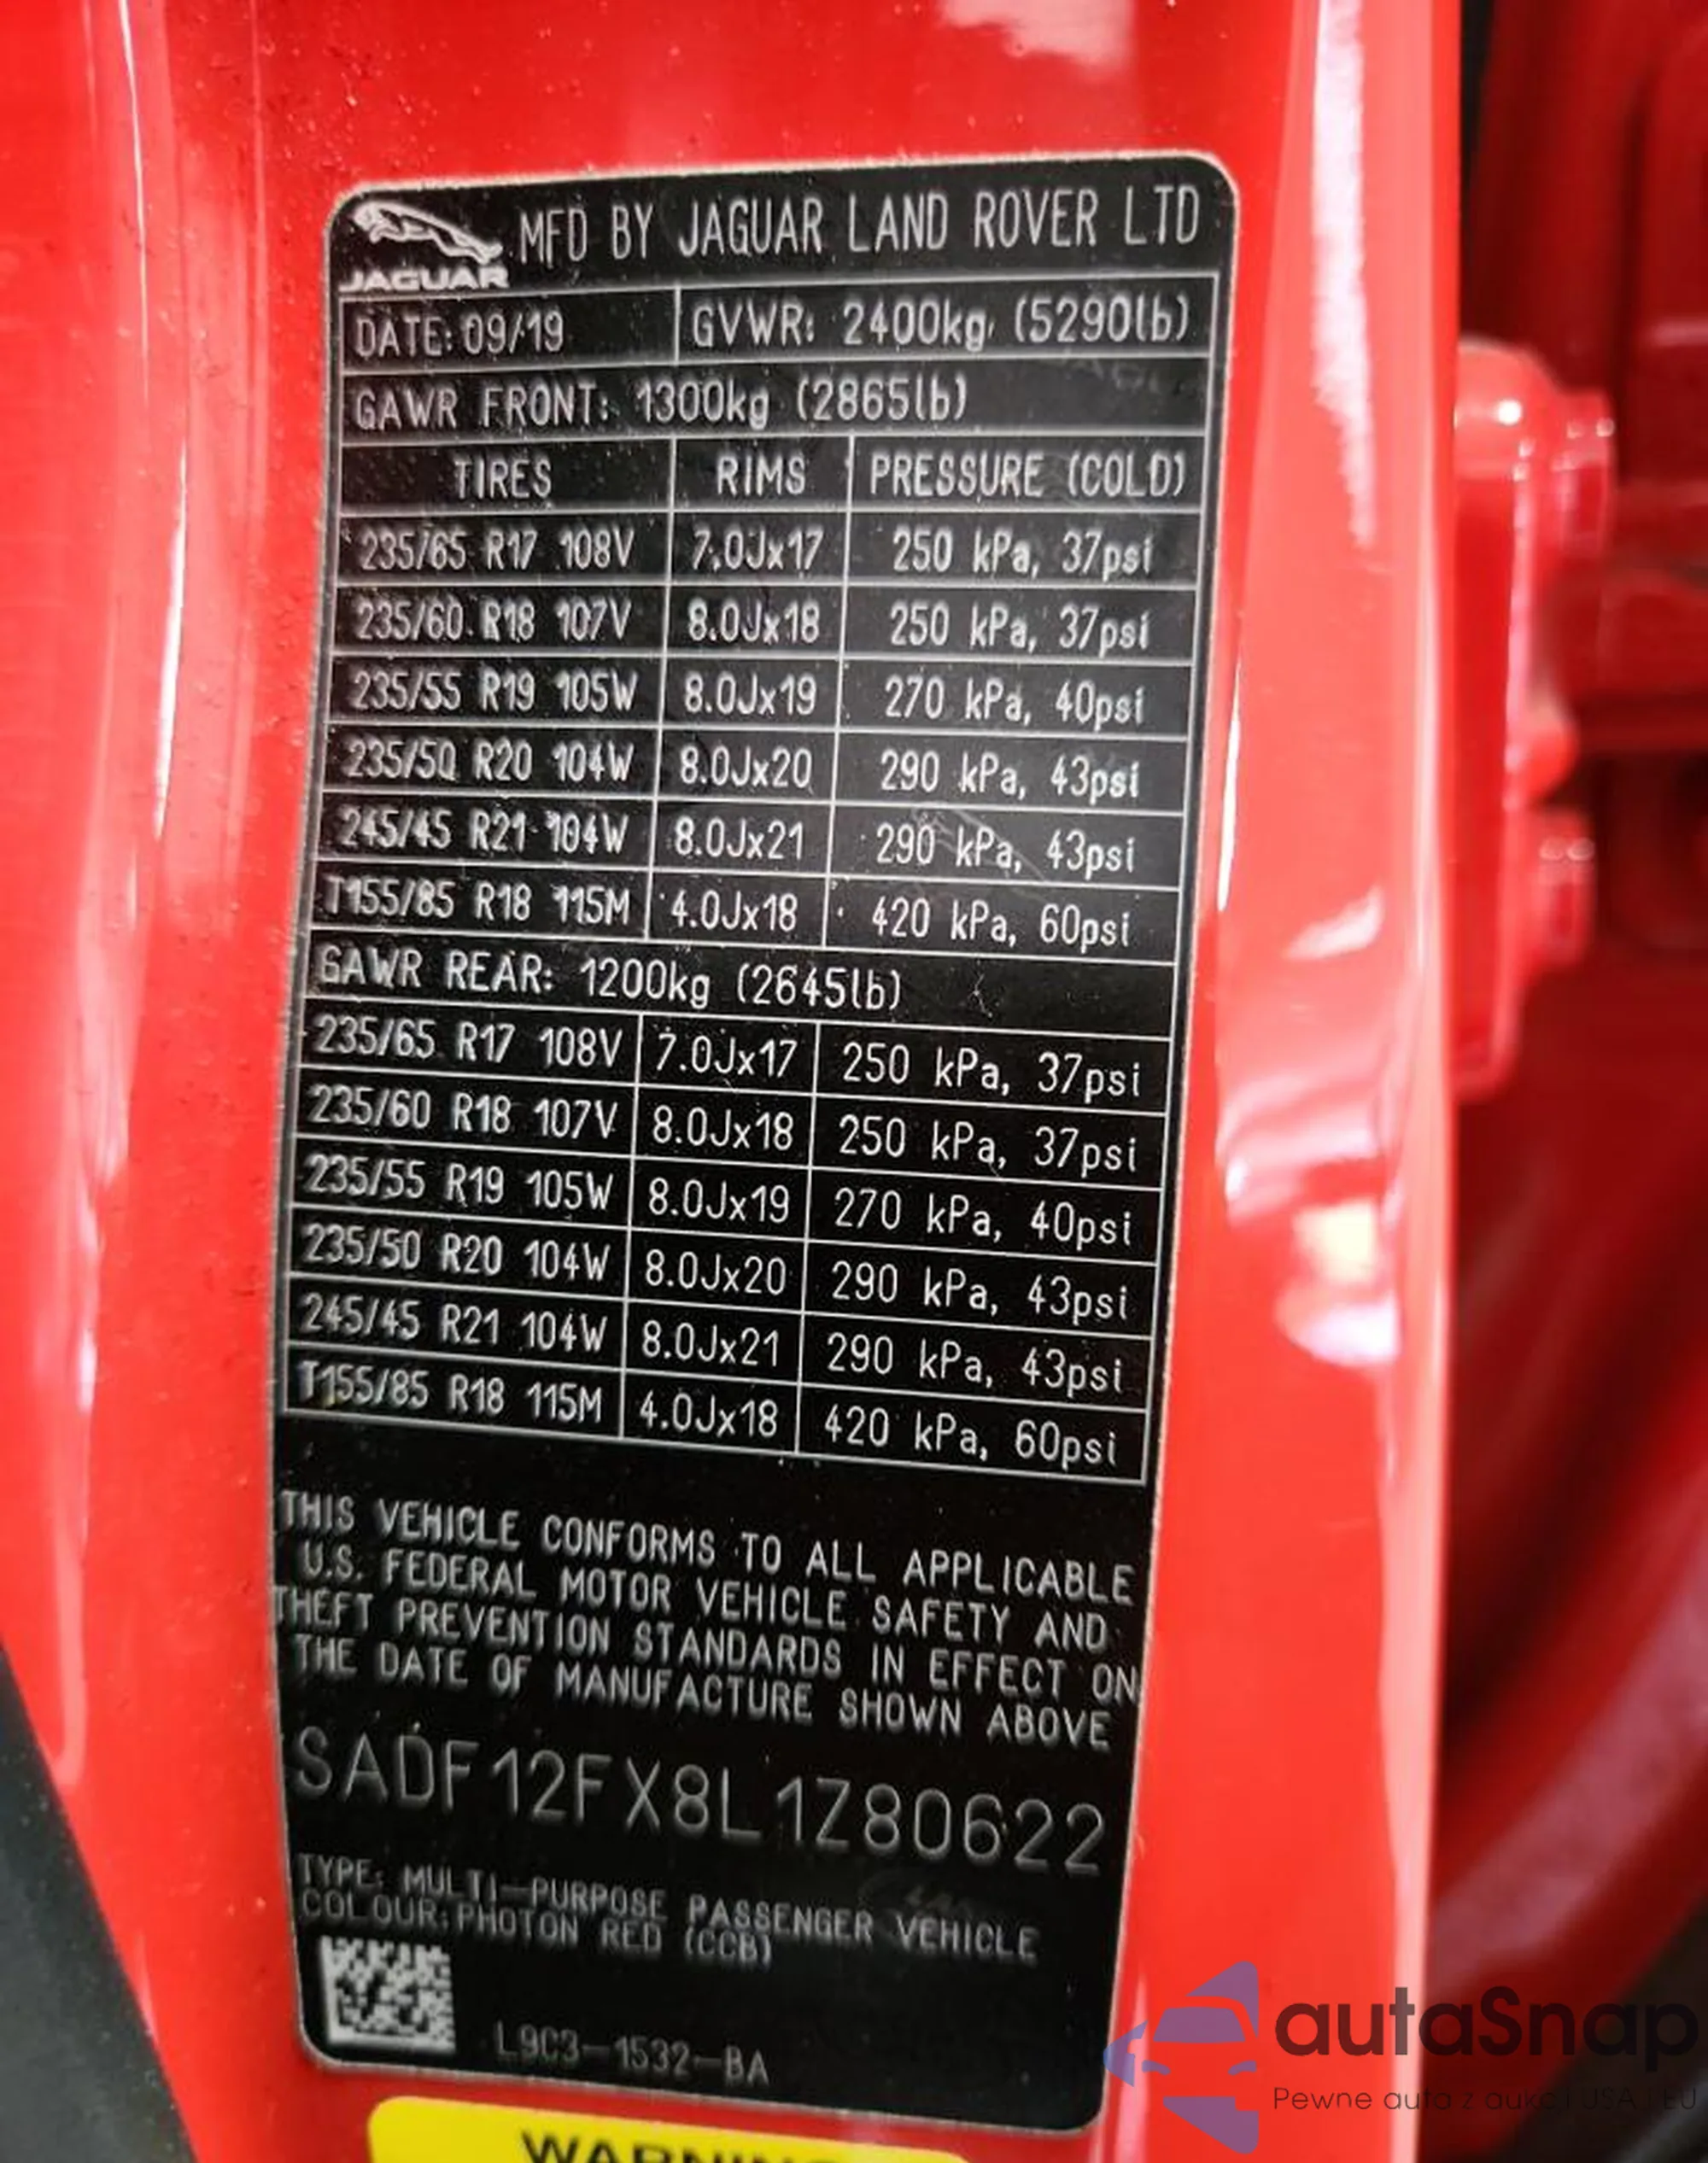 MFD BY JAGUAR LAND ROVER LTD
JAGUAR
DATE: 09/19 GVWR: 2400kg (5290lb)
GAWR FRONT: 1300kg (2865lb)
TIRES RIMS PRESSURE (COLD)
235/65 R17 108V 7.0Jx17 250 kPa, 37psi
235/60 R18 107V 8.0Jx18 250 kPa, 37psi
235/55 R19 105W 8.0Jx19 270 kPa, 40psi
235/50 R20 104W 8.0Jx20 290 kPa, 43psi
245/45 R21 104W 8.0Jx21 290 kPa, 43psi
T155/85 R18 115M 4.0Jx18 420 kPa, 60psi
GAWR REAR: 1200kg (2645lb)
235/65 R17 108V 7.0Jx17 250 kPa, 37psi
235/60 R18 107V 8.0Jx18 250 kPa, 37psi
235/55 R19 105W 8.0Jx19 270 kPa, 40psi
235/50 R20 104W 8.0Jx20 290 kPa, 43psi
245/45 R21 104W 8.0Jx21 290 kPa, 43psi
T155/85 R18 115M 4.0Jx18 420 kPa, 60psi
THIS VEHICLE CONFORMS TO ALL APPLICABLE
U.S. FEDERAL MOTOR VEHICLE SAFETY AND
THEFT PREVENTION STANDARDS IN EFFECT ON
THE DATE OF MANUFACTURE SHOWN ABOVE
SADF12FX8L1Z80622
TYPE: MULTI-PURPOSE PASSENGER VEHICLE
COLOUR: PHOTON RED (CCB)
L9C3-1532-BA
WARNING
autaSnap
Pewne auta z aukcji USA i EU